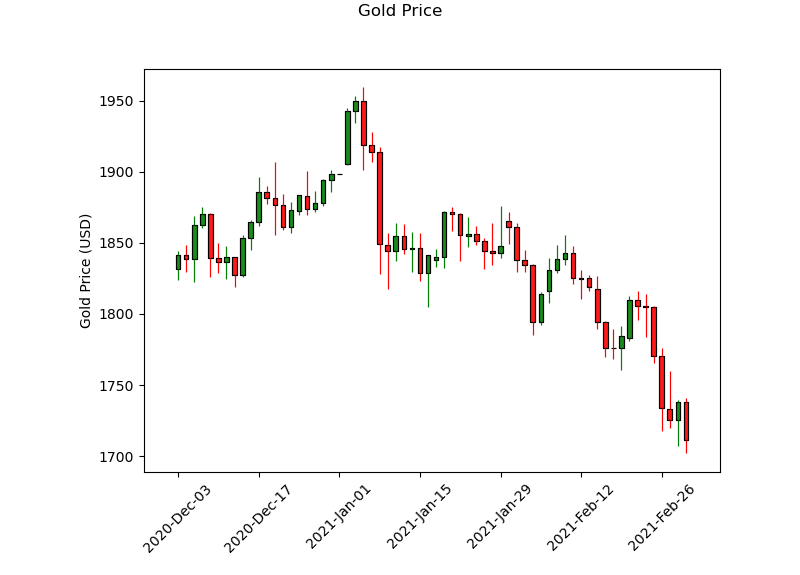 Gold Price
Gold Price (USD)
1950
1900
1850
1800
1750
1700
2020-Dec-03
2020-Dec-17
2021-Jan-01
2021-Jan-15
2021-Jan-29
2021-Feb-12
2021-Feb-26